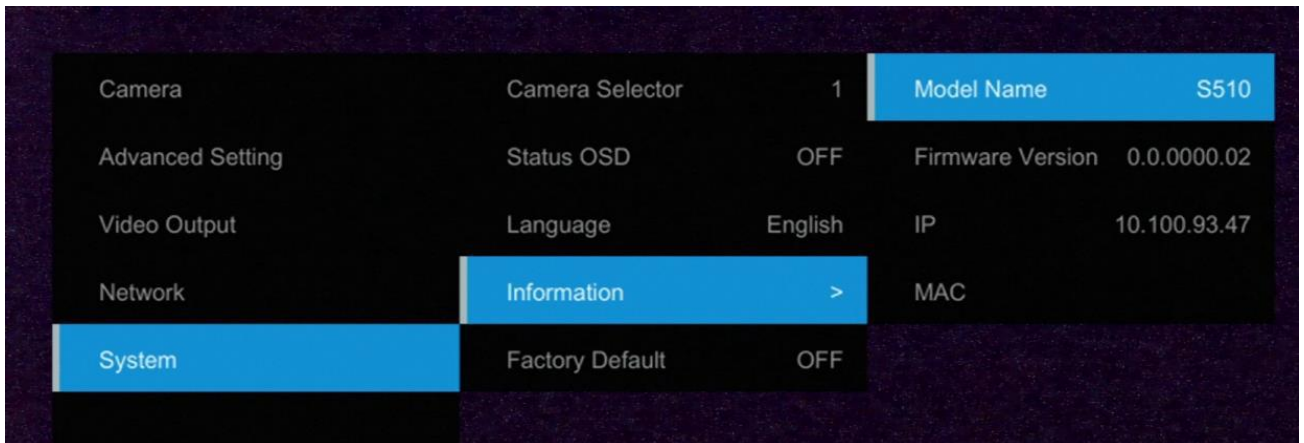 Camera
Advanced Setting
Video Output
Network
System
Camera Selector 1
Status OSD OFF
Language English
Information >
Factory Default OFF
Model Name S510
Firmware Version 0.0.0000.02
IP 10.100.93.47
MAC